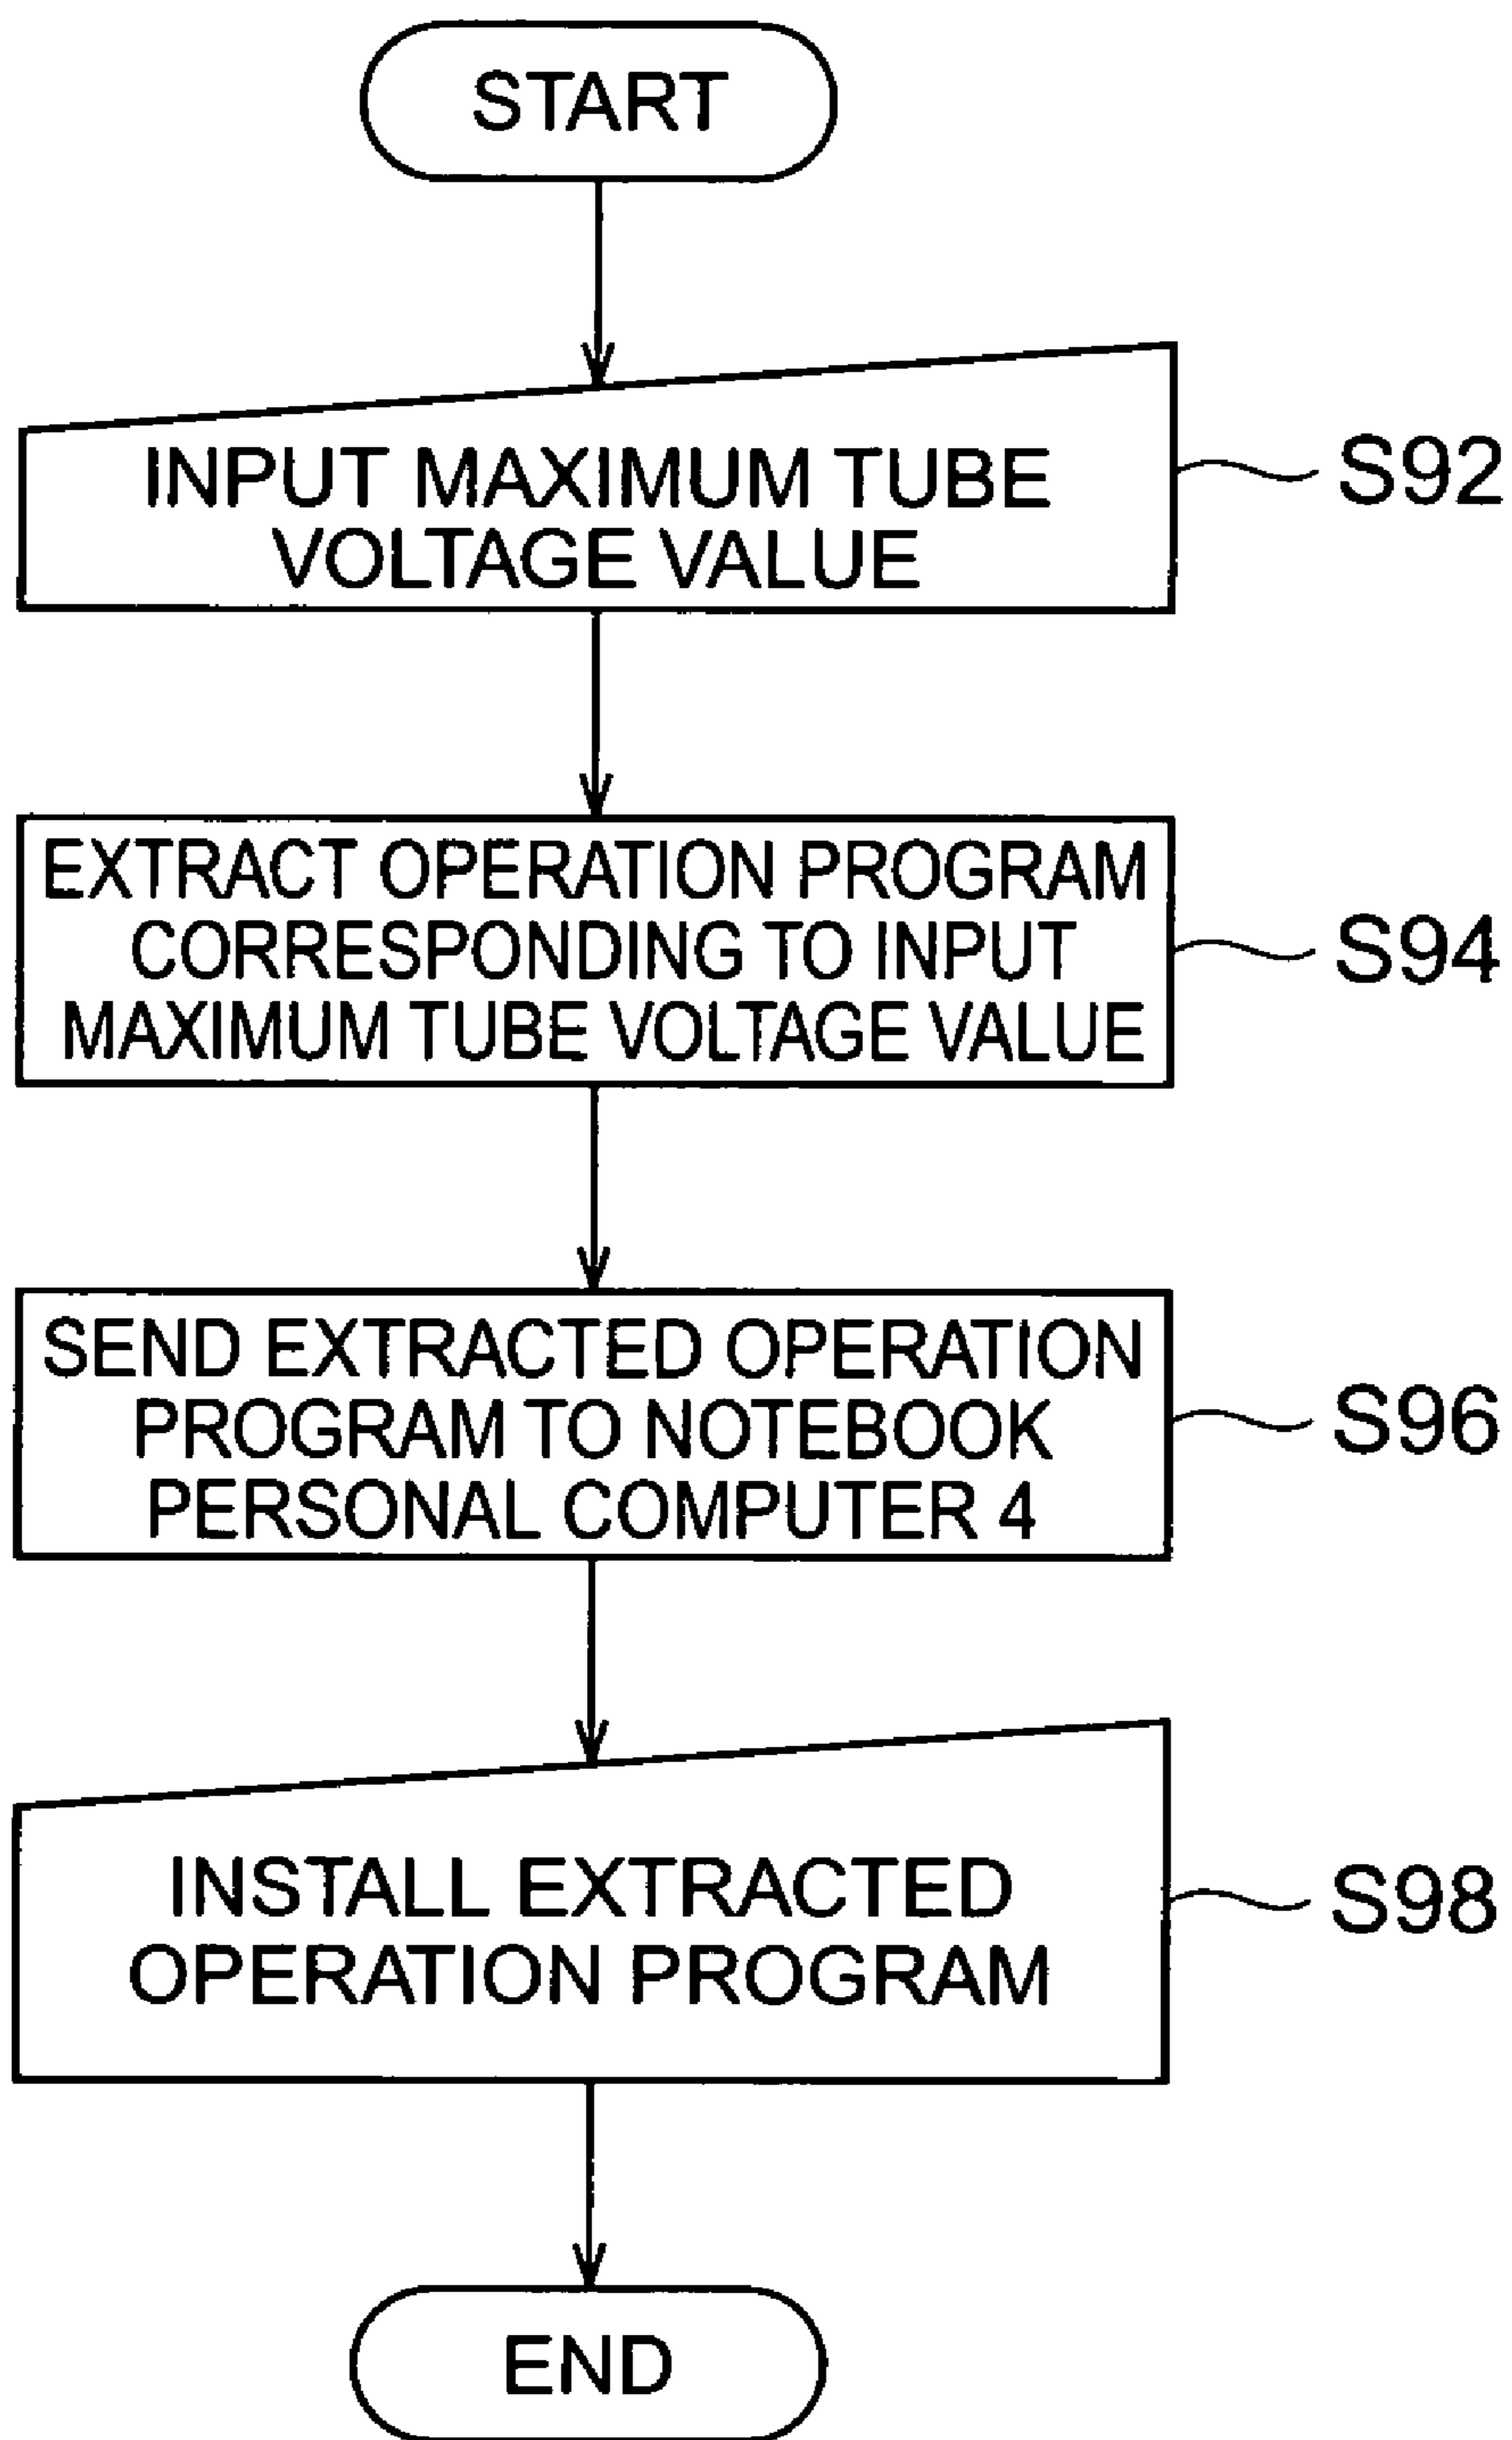 START
INPUT MAXIMUM TUBE
VOLTAGE VALUE
S92
EXTRACT OPERATION PROGRAM
CORRESPONDING TO INPUT
MAXIMUM TUBE VOLTAGE VALUE
S94
SEND EXTRACTED OPERATION
PROGRAM TO NOTEBOOK
PERSONAL COMPUTER 4
S96
INSTALL EXTRACTED
OPERATION PROGRAM
S98
END